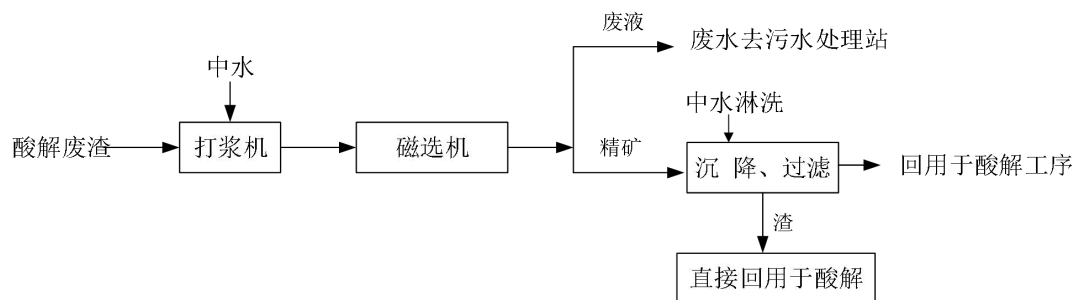 废液
废水去污水处理站
中水
中水淋洗
酸解废渣
打浆机
磁选机
精矿
沉 降、过滤
回用于酸解工序
渣
直接回用于酸解